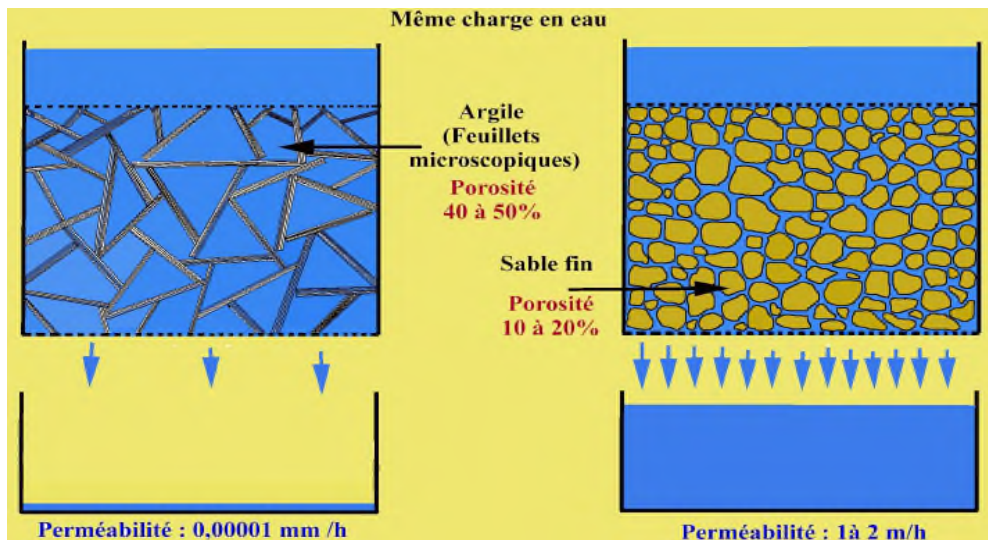 Même charge en eau
Argile
(Feuillets
microscopiques)
Porosité
40 à 50%
Sable fin
Porosité
10 à 20%
Perméabilité : 0,00001 mm /h
Perméabilité : 1à 2 m/h